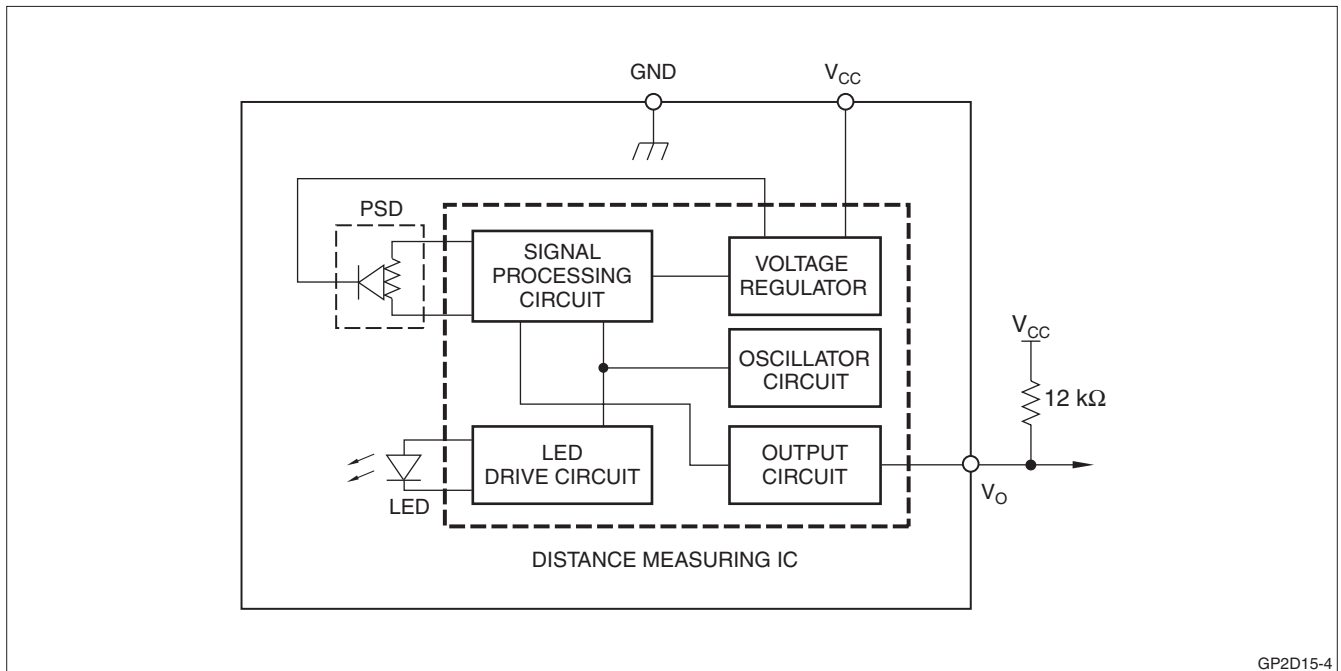 GND
V_CC
PSD
SIGNAL
PROCESSING
CIRCUIT
VOLTAGE
REGULATOR
V_CC
OSCILLATOR
CIRCUIT
12 kΩ
LED
DRIVE CIRCUIT
OUTPUT
CIRCUIT
LED
V_O
DISTANCE MEASURING IC
GP2D15-4